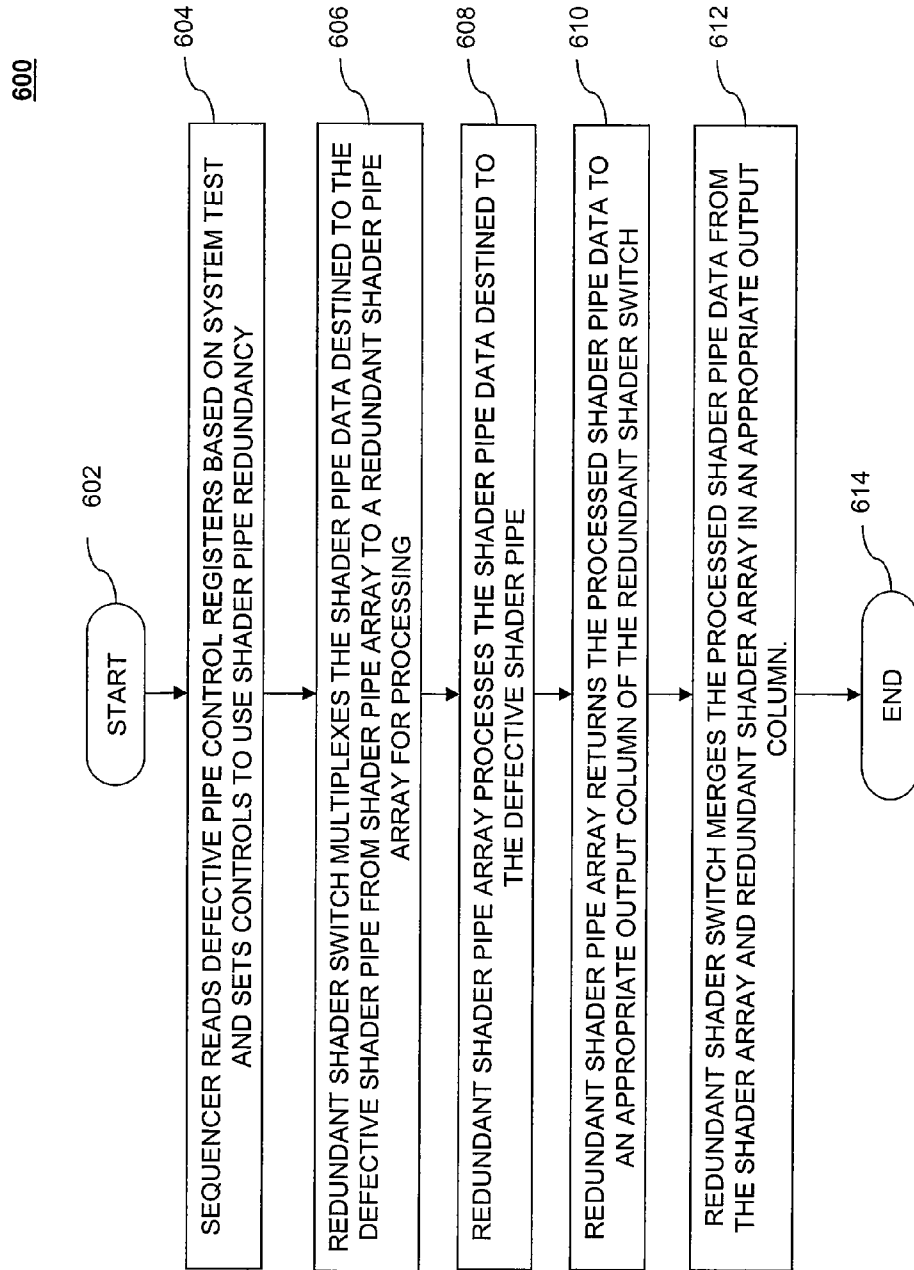 600
602
START
604
SEQUENCER READS DEFECTIVE PIPE CONTROL REGISTERS BASED ON SYSTEM TEST
AND SETS CONTROLS TO USE SHADER PIPE REDUNDANCY
606
REDUNDANT SHADER SWITCH MULTIPLEXES THE SHADER PIPE DATA DESTINED TO THE
DEFECTIVE SHADER PIPE FROM SHADER PIPE ARRAY TO A REDUNDANT SHADER PIPE
ARRAY FOR PROCESSING
608
REDUNDANT SHADER PIPE ARRAY PROCESSES THE SHADER PIPE DATA DESTINED TO
THE DEFECTIVE SHADER PIPE
610
REDUNDANT SHADER PIPE ARRAY RETURNS THE PROCESSED SHADER PIPE DATA TO
AN APPROPRIATE OUTPUT COLUMN OF THE REDUNDANT SHADER SWITCH
612
REDUNDANT SHADER SWITCH MERGES THE PROCESSED SHADER PIPE DATA FROM
THE SHADER ARRAY AND REDUNDANT SHADER ARRAY IN AN APPROPRIATE OUTPUT
COLUMN.
614
END